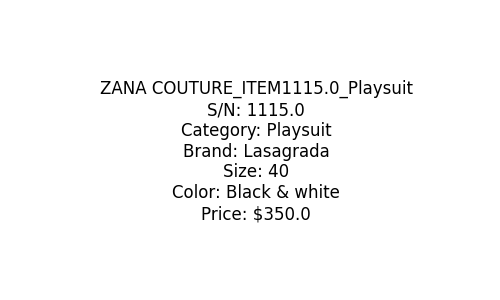 ZANA COUTURE_ITEM1115.0_Playsuit
S/N: 1115.0
Category: Playsuit
Brand: Lasagrada
Size: 40
Color: Black & white
Price: $350.0